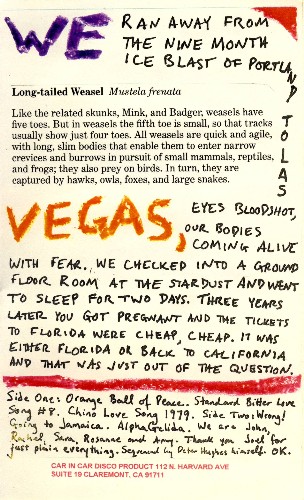 WE RAN AWAY FROM
THE NINE MONTH
ICE BLAST OF PORTLAND TO LAS
Long-tailed Weasel Mustela frenata
Like the related skunks, Mink, and Badger, weasels have
five toes. But in weasels the fifth toe is small, so that tracks
usually show just four toes. All weasels are quick and agile,
with long, slim bodies that enable them to enter narrow
crevices and burrows in pursuit of small mammals, reptiles,
and frogs; they also prey on birds. In turn, they are
captured by hawks, owls, foxes, and large snakes.
VEGAS, EYES BLOODSHOT,
OUR BODIES
COMING ALIVE
WITH FEAR. WE CHECKED INTO A GROUND
FLOOR ROOM AT THE STARDUST AND WENT
TO SLEEP FOR TWO DAYS. THREE YEARS
LATER YOU GOT PREGNANT AND THE TICKETS
TO FLORIDA WERE CHEAP, CHEAP. IT WAS
EITHER FLORIDA OR BACK TO CALIFORNIA
AND THAT WAS JUST OUT OF THE QUESTION.
Side One: Orange Ball of Peace. Standard Bitter Love
Song #8. Chino Love Song 1979. Side Two: Wrong!
Going to Jamaica. Alpha Gelida. We are John,
Rachel, Sara, Rosanne and Amy. Thank you Joel for
just plain everything. Segrum by Peter Hughes himself. OK.
CAR IN CAR DISCO PRODUCT 112 N. HARVARD AVE
SUITE 19 CLAREMONT, CA 91711